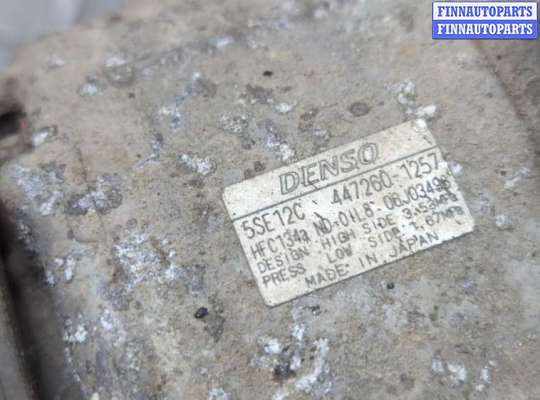 FINNAUTOPARTS
FINNAUTOPARTS
DENSO
5SE12C 447260-1257
HFC134a ND-OIL8
DESIGN HIGH SIDE 3.53MPa
PRESS LOW SIDE 1.67MPa
MADE IN JAPAN